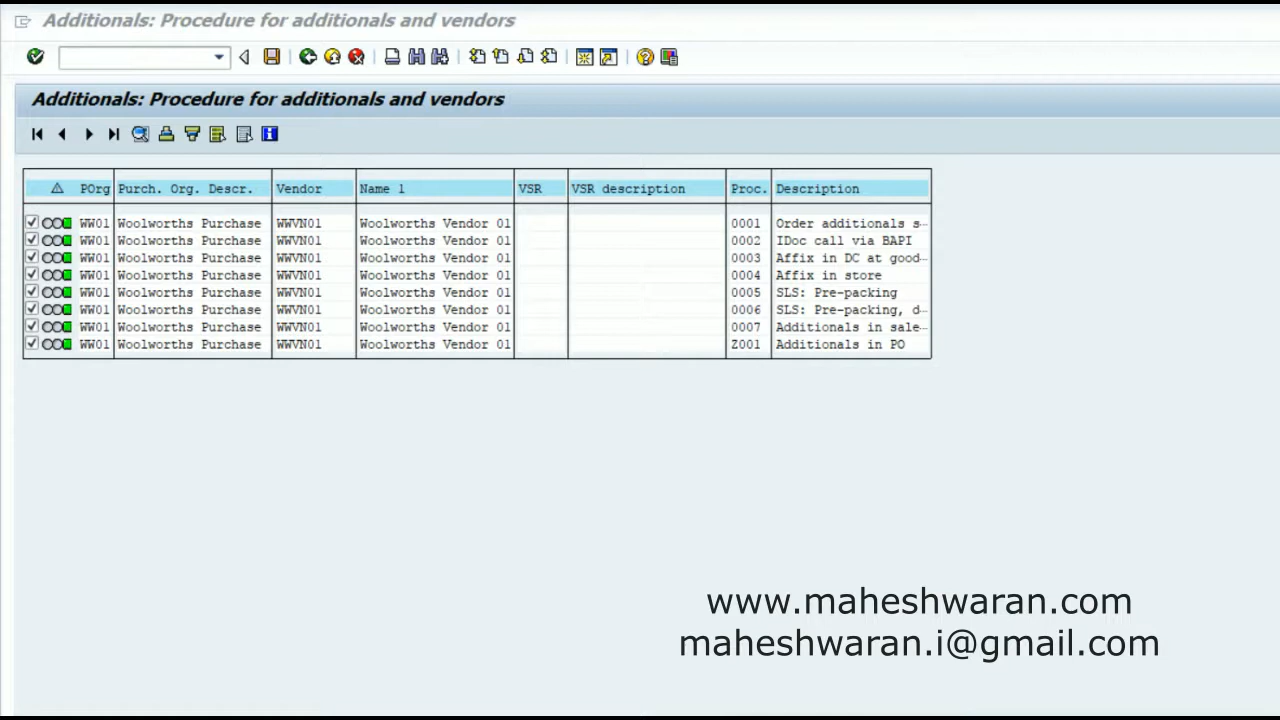 Additionals: Procedure for additionals and vendors
Additionals: Procedure for additionals and vendors
POrg Purch. Org. Descr. Vendor Name 1 VSR VSR description Proc. Description
WW01 Woolworths Purchase WWVN01 Woolworths Vendor 01 0001 Order additionals s…
WW01 Woolworths Purchase WWVN01 Woolworths Vendor 01 0002 IDoc call via BAPI
WW01 Woolworths Purchase WWVN01 Woolworths Vendor 01 0003 Affix in DC at good…
WW01 Woolworths Purchase WWVN01 Woolworths Vendor 01 0004 Affix in store
WW01 Woolworths Purchase WWVN01 Woolworths Vendor 01 0005 SLS: Pre-packing
WW01 Woolworths Purchase WWVN01 Woolworths Vendor 01 0006 SLS: Pre-packing, d…
WW01 Woolworths Purchase WWVN01 Woolworths Vendor 01 0007 Additionals in sale…
WW01 Woolworths Purchase WWVN01 Woolworths Vendor 01 Z001 Additionals in PO
www.maheshwaran.com
maheshwaran.i@gmail.com